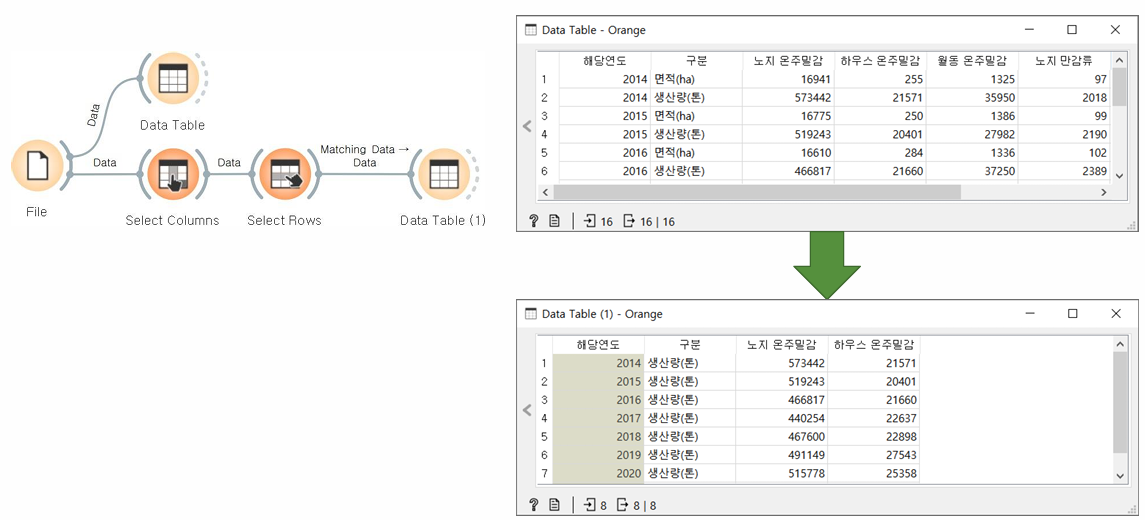 Data
Data Table
Data
Data
Matching Data →
Data
File
Select Columns
Select Rows
Data Table (1)
Data Table - Orange
해당연도 구분 노지 온주밀감 하우스 온주밀감 월동 온주밀감 노지 만감류
1 2014 면적(ha) 16941 255 1325 97
2 2014 생산량(톤) 573442 21571 35950 2018
3 2015 면적(ha) 16775 250 1386 99
4 2015 생산량(톤) 519243 20401 27982 2190
5 2016 면적(ha) 16610 284 1336 102
6 2016 생산량(톤) 466817 21660 37250 2389
? 16 16 | 16
Data Table (1) - Orange
해당연도 구분 노지 온주밀감 하우스 온주밀감
1 2014 생산량(톤) 573442 21571
2 2015 생산량(톤) 519243 20401
3 2016 생산량(톤) 466817 21660
4 2017 생산량(톤) 440254 22637
5 2018 생산량(톤) 467600 22898
6 2019 생산량(톤) 491149 27543
7 2020 생산량(톤) 515778 25358
? 8 8 | 8